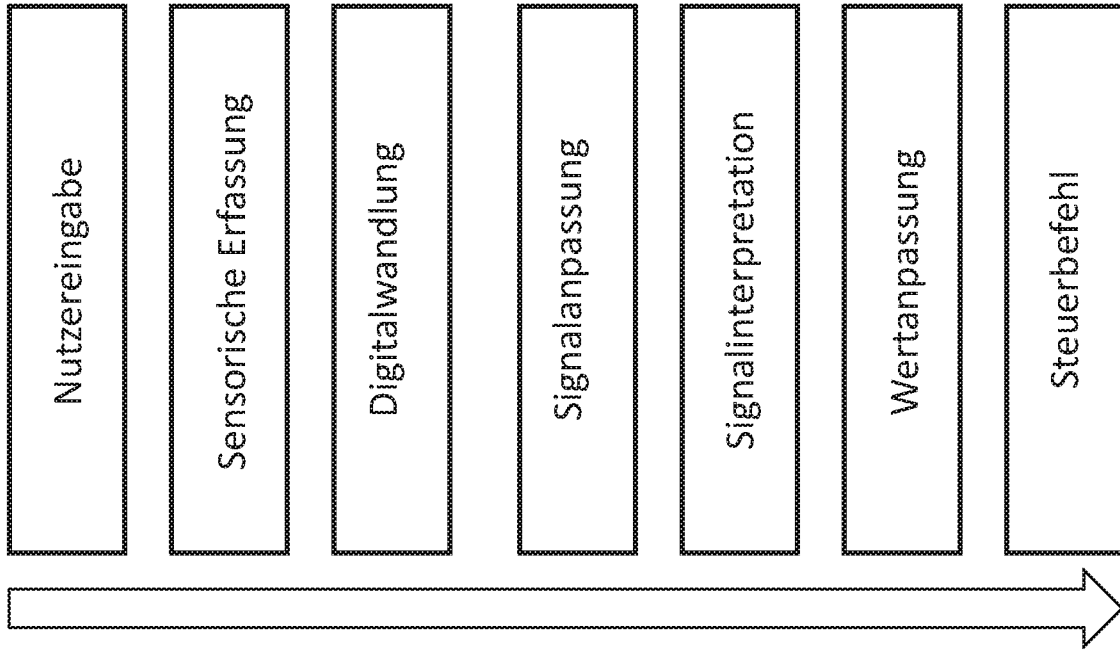 Nutzereingabe
Sensorische Erfassung
Digitalwandlung
Signalanpassung
Signalinterpretation
Wertanpassung
Steuerbefehl